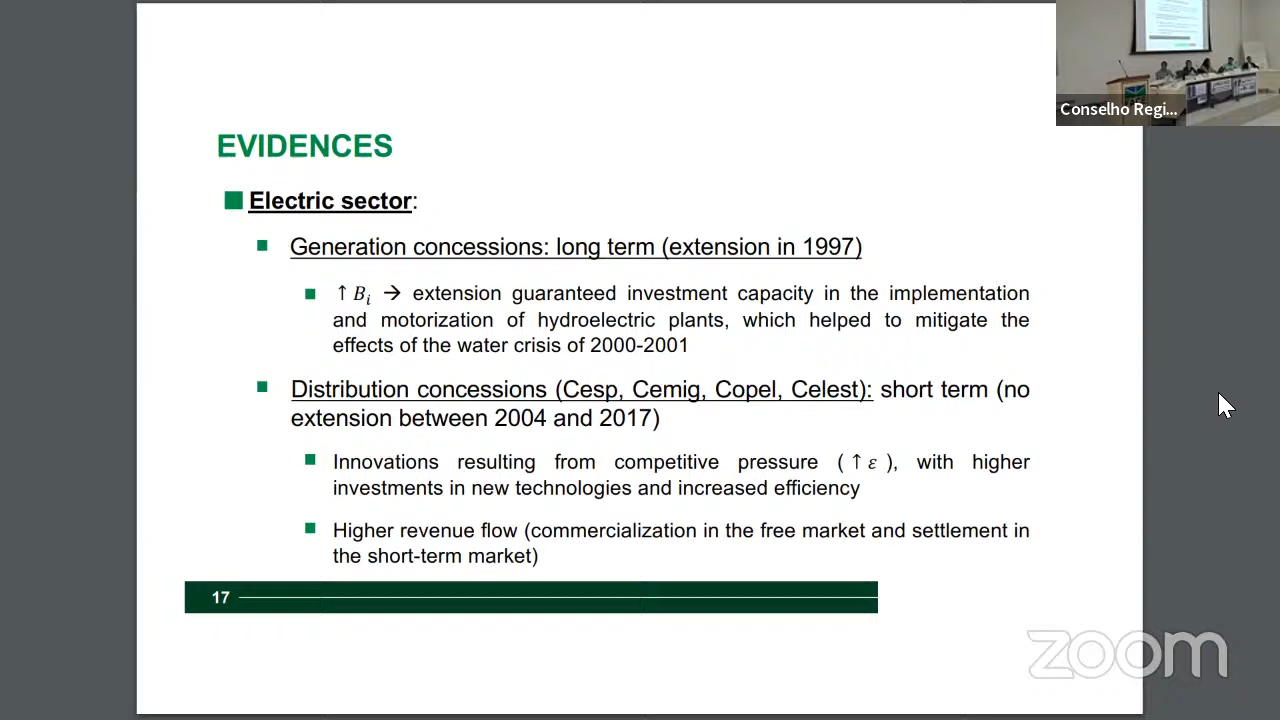 Conselho Regi...
EVIDENCES
Electric sector:
Generation concessions: long term (extension in 1997)
↑ Bᵢ → extension guaranteed investment capacity in the implementation
and motorization of hydroelectric plants, which helped to mitigate the
effects of the water crisis of 2000-2001
Distribution concessions (Cesp, Cemig, Copel, Celest): short term (no
extension between 2004 and 2017)
Innovations resulting from competitive pressure ( ↑ ε ), with higher
investments in new technologies and increased efficiency
Higher revenue flow (commercialization in the free market and settlement in
the short-term market)
17
zoom